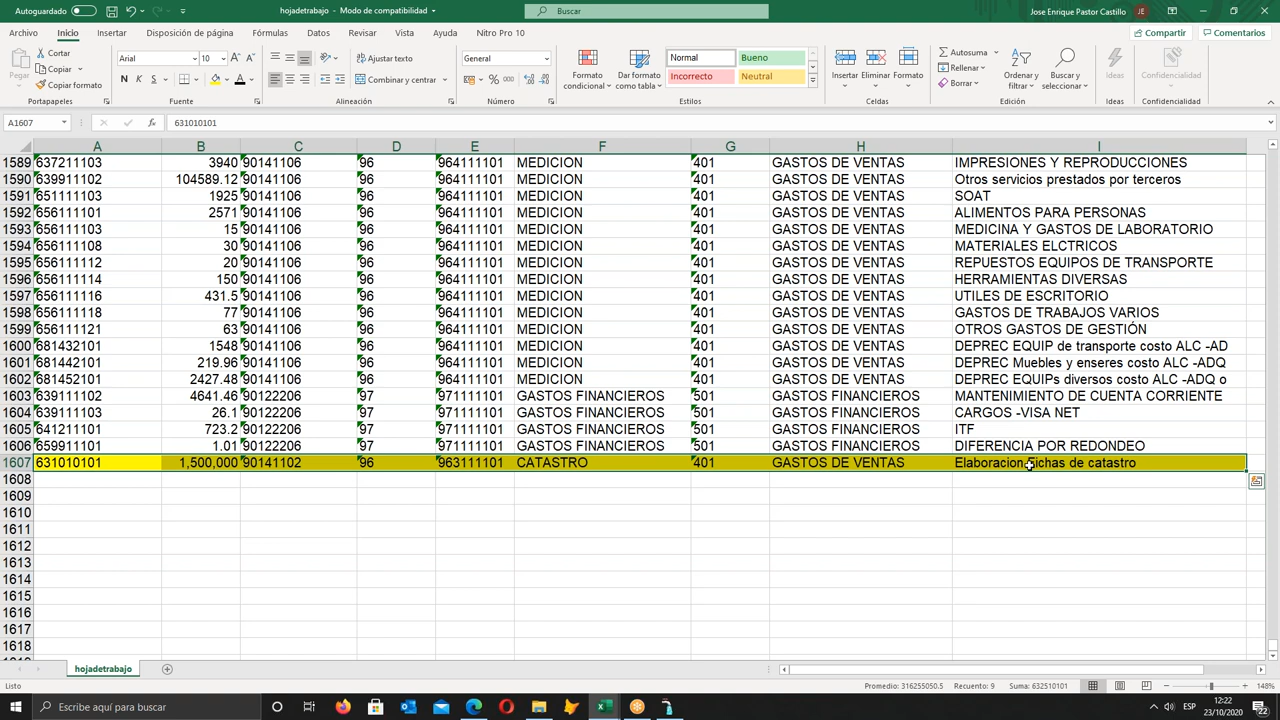 Autoguardado
hojadetrabajo - Modo de compatibilidad
Buscar
Jose Enrique Pastor Castillo
JE
Archivo Inicio Insertar Disposición de página Fórmulas Datos Revisar Vista Ayuda Nitro Pro 10
Compartir Comentarios
Pegar
Cortar
Copiar
Copiar formato
Portapapeles
Arial 10
N K S
Fuente
Ajustar texto
Combinar y centrar
Alineación
General
% 000
Número
Formato condicional
Dar formato como tabla
Normal Bueno
Incorrecto Neutral
Estilos
Insertar Eliminar Formato
Celdas
Autosuma
Rellenar
Borrar
Ordenar y filtrar
Buscar y seleccionar
Edición
Ideas
Ideas
Confidencialidad
Confidencialidad
A1607 fx 631010101
A B C D E F G H I
1589 637211103 3940 90141106 96 964111101 MEDICION 401 GASTOS DE VENTAS IMPRESIONES Y REPRODUCCIONES
1590 639911102 104589.12 90141106 96 964111101 MEDICION 401 GASTOS DE VENTAS Otros servicios prestados por terceros
1591 651111103 1925 90141106 96 964111101 MEDICION 401 GASTOS DE VENTAS SOAT
1592 656111101 2571 90141106 96 964111101 MEDICION 401 GASTOS DE VENTAS ALIMENTOS PARA PERSONAS
1593 656111103 15 90141106 96 964111101 MEDICION 401 GASTOS DE VENTAS MEDICINA Y GASTOS DE LABORATORIO
1594 656111108 30 90141106 96 964111101 MEDICION 401 GASTOS DE VENTAS MATERIALES ELCTRICOS
1595 656111112 20 90141106 96 964111101 MEDICION 401 GASTOS DE VENTAS REPUESTOS EQUIPOS DE TRANSPORTE
1596 656111114 150 90141106 96 964111101 MEDICION 401 GASTOS DE VENTAS HERRAMIENTAS DIVERSAS
1597 656111116 431.5 90141106 96 964111101 MEDICION 401 GASTOS DE VENTAS UTILES DE ESCRITORIO
1598 656111118 77 90141106 96 964111101 MEDICION 401 GASTOS DE VENTAS GASTOS DE TRABAJOS VARIOS
1599 656111121 63 90141106 96 964111101 MEDICION 401 GASTOS DE VENTAS OTROS GASTOS DE GESTIÓN
1600 681432101 1548 90141106 96 964111101 MEDICION 401 GASTOS DE VENTAS DEPREC EQUIP de transporte costo ALC -AD
1601 681442101 219.96 90141106 96 964111101 MEDICION 401 GASTOS DE VENTAS DEPREC Muebles y enseres costo ALC -ADQ
1602 681452101 2427.48 90141106 96 964111101 MEDICION 401 GASTOS DE VENTAS DEPREC EQUIPs diversos costo ALC -ADQ o
1603 639111102 4641.46 90122206 97 971111101 GASTOS FINANCIEROS 501 GASTOS FINANCIEROS MANTENIMIENTO DE CUENTA CORRIENTE
1604 639111103 26.1 90122206 97 971111101 GASTOS FINANCIEROS 501 GASTOS FINANCIEROS CARGOS -VISA NET
1605 641211101 723.2 90122206 97 971111101 GASTOS FINANCIEROS 501 GASTOS FINANCIEROS ITF
1606 659911101 1.01 90122206 97 971111101 GASTOS FINANCIEROS 501 GASTOS FINANCIEROS DIFERENCIA POR REDONDEO
1607 631010101 1,500,000 90141102 96 963111101 CATASTRO 401 GASTOS DE VENTAS Elaboracion Fichas de catastro
1608
1609
1610
1611
1612
1613
1614
1615
1616
1617
1618
hojadetrabajo
Listo
Promedio: 316255050.5 Recuento: 9 Suma: 632510101
148%
Escribe aquí para buscar
ESP
12:22
23/10/2020
22